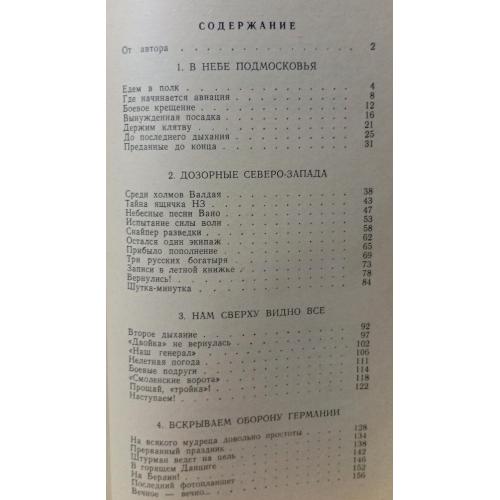 СОДЕРЖАНИЕ
От автора . . . . . . . . . . 2
1. В НЕБЕ ПОДМОСКОВЬЯ
Едем в полк . . . . . . . . . . 4
Где начинается авиация . . . . . . . . . . 8
Боевое крещение . . . . . . . . . . 12
Вынужденная посадка . . . . . . . . . . 16
Держим клятву . . . . . . . . . . 21
До последнего дыхания . . . . . . . . . . 25
Преданные до конца . . . . . . . . . . 31
2. ДОЗОРНЫЕ СЕВЕРО-ЗАПАДА
Среди холмов Валдая . . . . . . . . . . 38
Тайна ящичка НЗ . . . . . . . . . . 43
Небесные песни Вано . . . . . . . . . . 47
Испытание силы воли . . . . . . . . . . 53
Снайпер разведки . . . . . . . . . . 58
Остался один экипаж . . . . . . . . . . 62
Прибыло пополнение . . . . . . . . . . 65
Три русских богатыря . . . . . . . . . . 69
Записи в летной книжке . . . . . . . . . . 73
Вернулись! . . . . . . . . . . 78
Шутка-минутка . . . . . . . . . . 84
3. НАМ СВЕРХУ ВИДНО ВСЕ
Второе дыхание . . . . . . . . . . 92
«Двойка» не вернулась . . . . . . . . . . 97
«Наш генерал» . . . . . . . . . . 102
Нелетная погода . . . . . . . . . . 106
Боевые подруги . . . . . . . . . . 111
«Смоленские ворота» . . . . . . . . . . 114
Прощай, «тройка»! . . . . . . . . . . 118
Наступаем! . . . . . . . . . . 122
4. ВСКРЫВАЕМ ОБОРОНУ ГЕРМАНИИ
На всякого мудреца довольно простоты . . . . 128
Прерванный праздник . . . . . . . . . . 134
Штурман ведет на цель . . . . . . . . . . 138
В горящем Данциге . . . . . . . . . . 142
На Берлин! . . . . . . . . . . 146
Последний фотопланшет . . . . . . . . . . 152
Вечное — вечно... . . . . . . . . . . 156